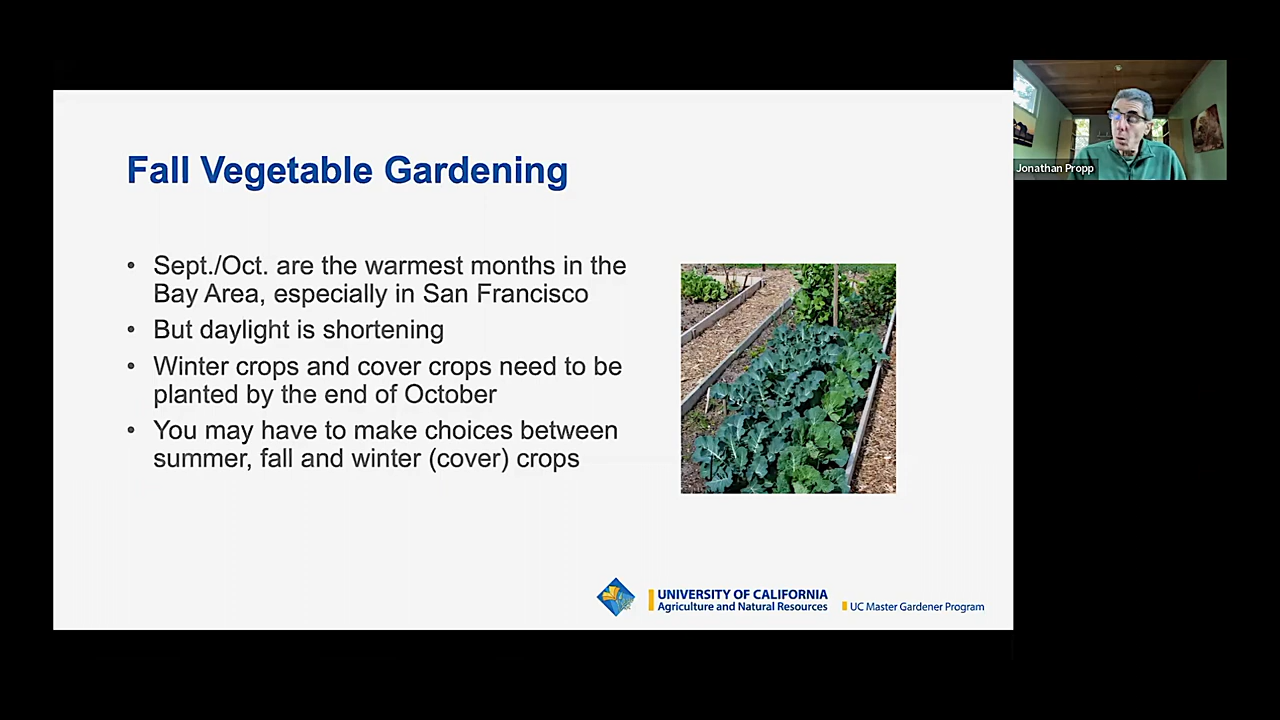 Fall Vegetable Gardening
• Sept./Oct. are the warmest months in the
Bay Area, especially in San Francisco
• But daylight is shortening
• Winter crops and cover crops need to be
planted by the end of October
• You may have to make choices between
summer, fall and winter (cover) crops
UNIVERSITY OF CALIFORNIA
Agriculture and Natural Resources
UC Master Gardener Program
Jonathan Propp